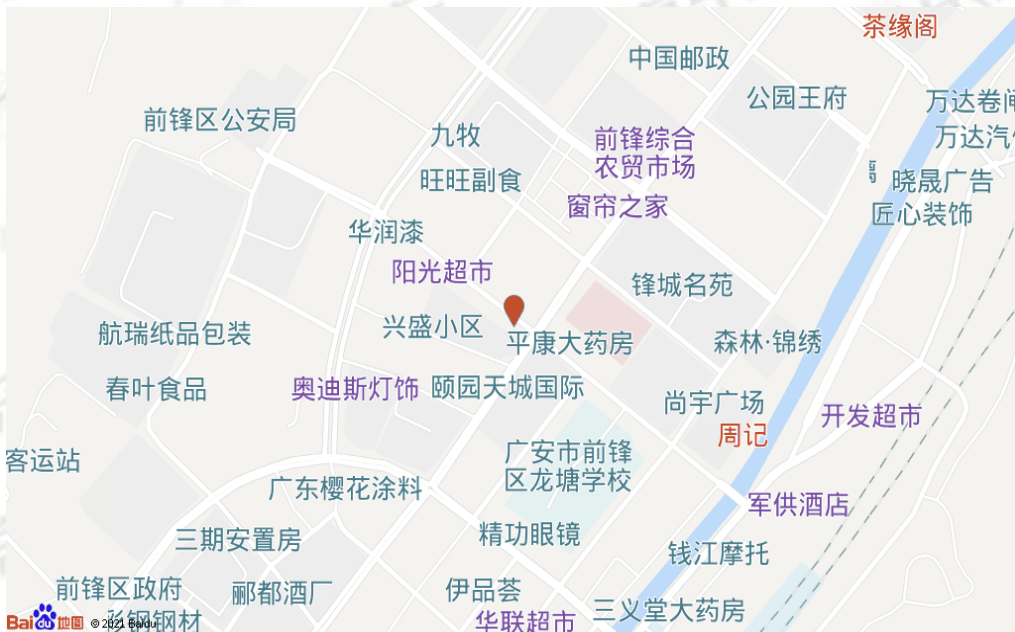 茶缘阁
中国邮政
公园王府
万达卷闸
前锋区公安局
九牧
前锋综合
农贸市场
万达汽
旺旺副食
晓晟广告
窗帘之家
匠心装饰
华润漆
阳光超市
锋城名苑
兴盛小区
航瑞纸品包装
平康大药房
森林·锦绣
春叶食品
奥迪斯灯饰
颐园天城国际
尚宇广场
开发超市
周记
广安市前锋
区龙塘学校
客运站
广东樱花涂料
军供酒店
精功眼镜
三期安置房
钱江摩托
前锋区政府
郦都酒厂
伊品荟
三义堂大药房
华联超市
钢钢材
Bai du 地图
© 2021 Baidu